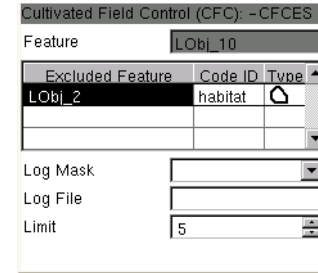 Cultivated Field Control (CFC): -CFCES
Feature LObj_10
Excluded Feature Code ID Type
LObj_2 habitat
Log Mask
Log File
Limit 5